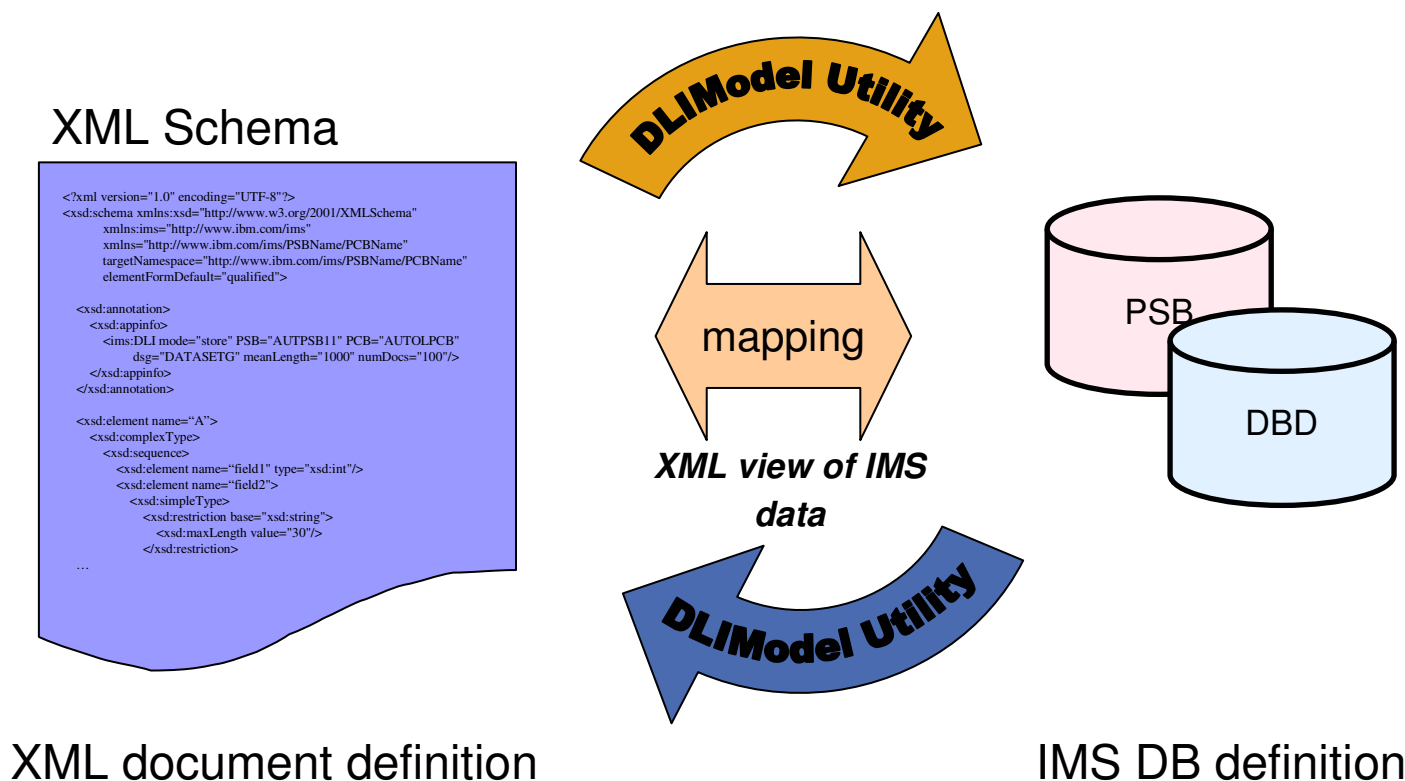 DLIModel Utility
XML Schema
<?xml version="1.0" encoding="UTF-8"?>
<xsd:schema xmlns:xsd="http://www.w3.org/2001/XMLSchema"
xmlns:ims="http://www.ibm.com/ims"
xmlns="http://www.ibm.com/ims/PSBName/PCBName"
targetNamespace="http://www.ibm.com/ims/PSBName/PCBName"
elementFormDefault="qualified">
<xsd:annotation>
<xsd:appinfo>
<ims:DLI mode="store" PSB="AUTPSB11" PCB="AUTOLPCB"
dsg="DATASETG" meanLength="1000" numDocs="100"/>
</xsd:appinfo>
</xsd:annotation>
<xsd:element name=“A”>
<xsd:complexType>
<xsd:sequence>
<xsd:element name=“field1" type="xsd:int"/>
<xsd:element name=“field2">
<xsd:simpleType>
<xsd:restriction base="xsd:string">
<xsd:maxLength value="30"/>
</xsd:restriction>
…
mapping
XML view of IMS
data
PSB
DBD
DLIModel Utility
XML document definition
IMS DB definition